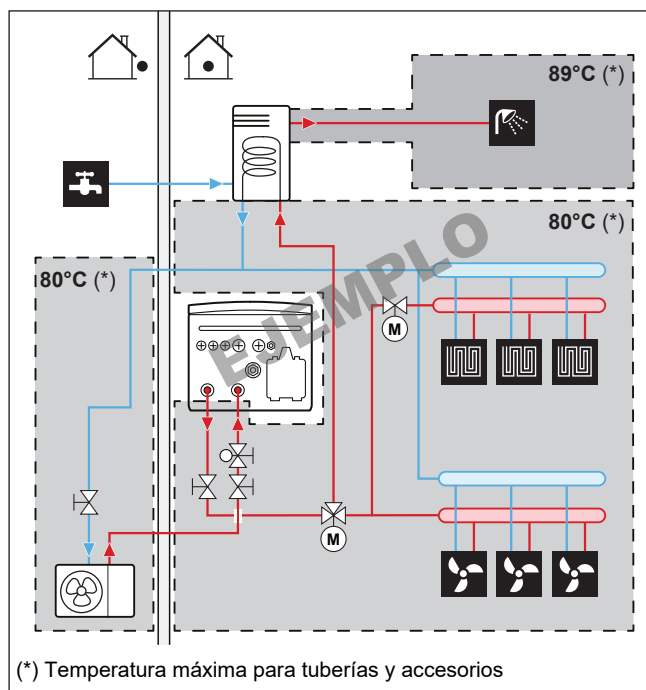 89°C (*)
80°C (*)
80°C (*)
EJEMPLO
M
M
(*) Temperatura máxima para tuberías y accesorios